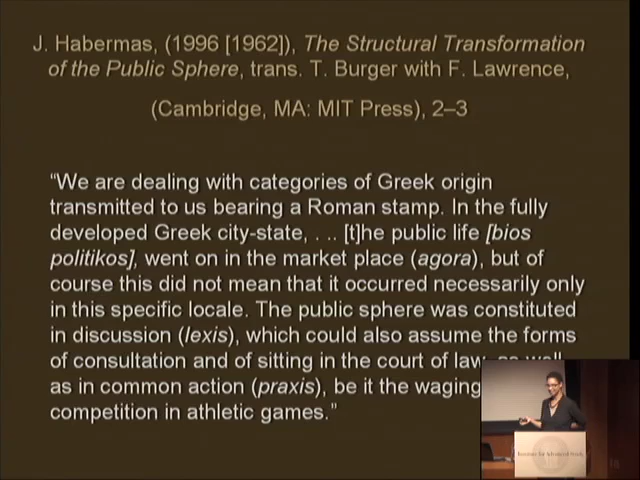 J. Habermas, (1996 [1962]), The Structural Transformation
of the Public Sphere, trans. T. Burger with F. Lawrence,
(Cambridge, MA: MIT Press), 2–3
“We are dealing with categories of Greek origin
transmitted to us bearing a Roman stamp. In the fully
developed Greek city-state, . .. [t]he public life [bios
politikos], went on in the market place (agora), but of
course this did not mean that it occurred necessarily only
in this specific locale. The public sphere was constituted
in discussion (lexis), which could also assume the forms
of consultation and of sitting in the court of law, as well
as in common action (praxis), be it the waging
competition in athletic games.”
Institute for Advanced Study